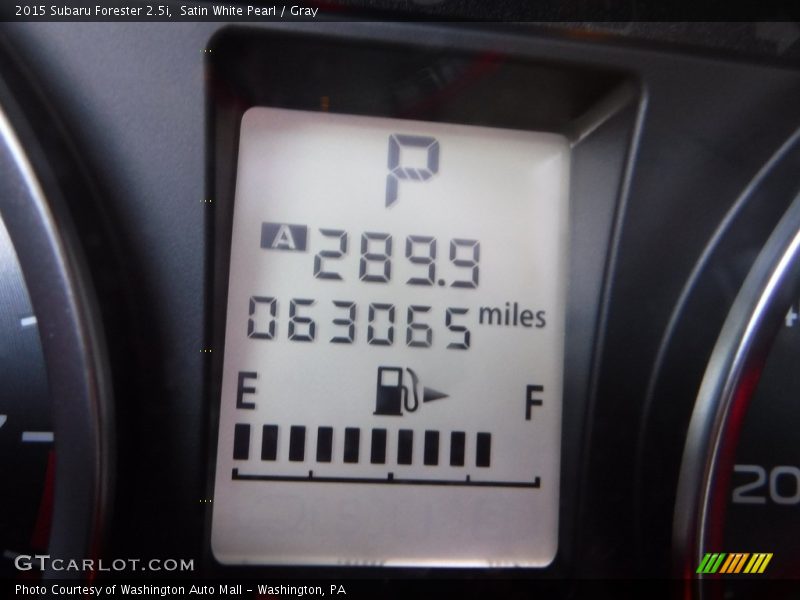 2015 Subaru Forester 2.5i,  Satin White Pearl / Gray
P
A 289.9
063065 miles
E F
20
GTCARLOT.COM
Photo Courtesy of Washington Auto Mall - Washington, PA